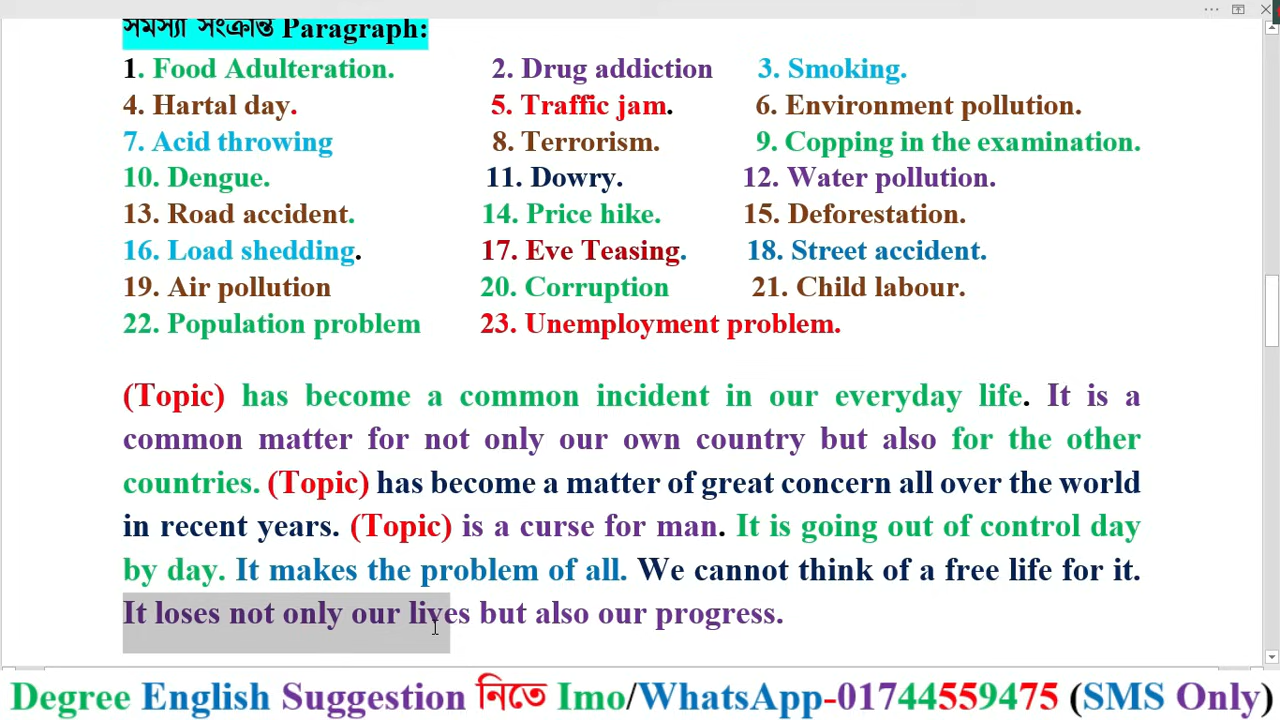 সমস্যা সংক্রান্ত Paragraph:
1. Food Adulteration. 2. Drug addiction 3. Smoking.
4. Hartal day. 5. Traffic jam. 6. Environment pollution.
7. Acid throwing 8. Terrorism. 9. Copping in the examination.
10. Dengue. 11. Dowry. 12. Water pollution.
13. Road accident. 14. Price hike. 15. Deforestation.
16. Load shedding. 17. Eve Teasing. 18. Street accident.
19. Air pollution 20. Corruption 21. Child labour.
22. Population problem 23. Unemployment problem.
(Topic) has become a common incident in our everyday life. It is a
common matter for not only our own country but also for the other
countries. (Topic) has become a matter of great concern all over the world
in recent years. (Topic) is a curse for man. It is going out of control day
by day. It makes the problem of all. We cannot think of a free life for it.
It loses not only our lives but also our progress.
Degree English Suggestion নিতে Imo/WhatsApp-01744559475 (SMS Only)